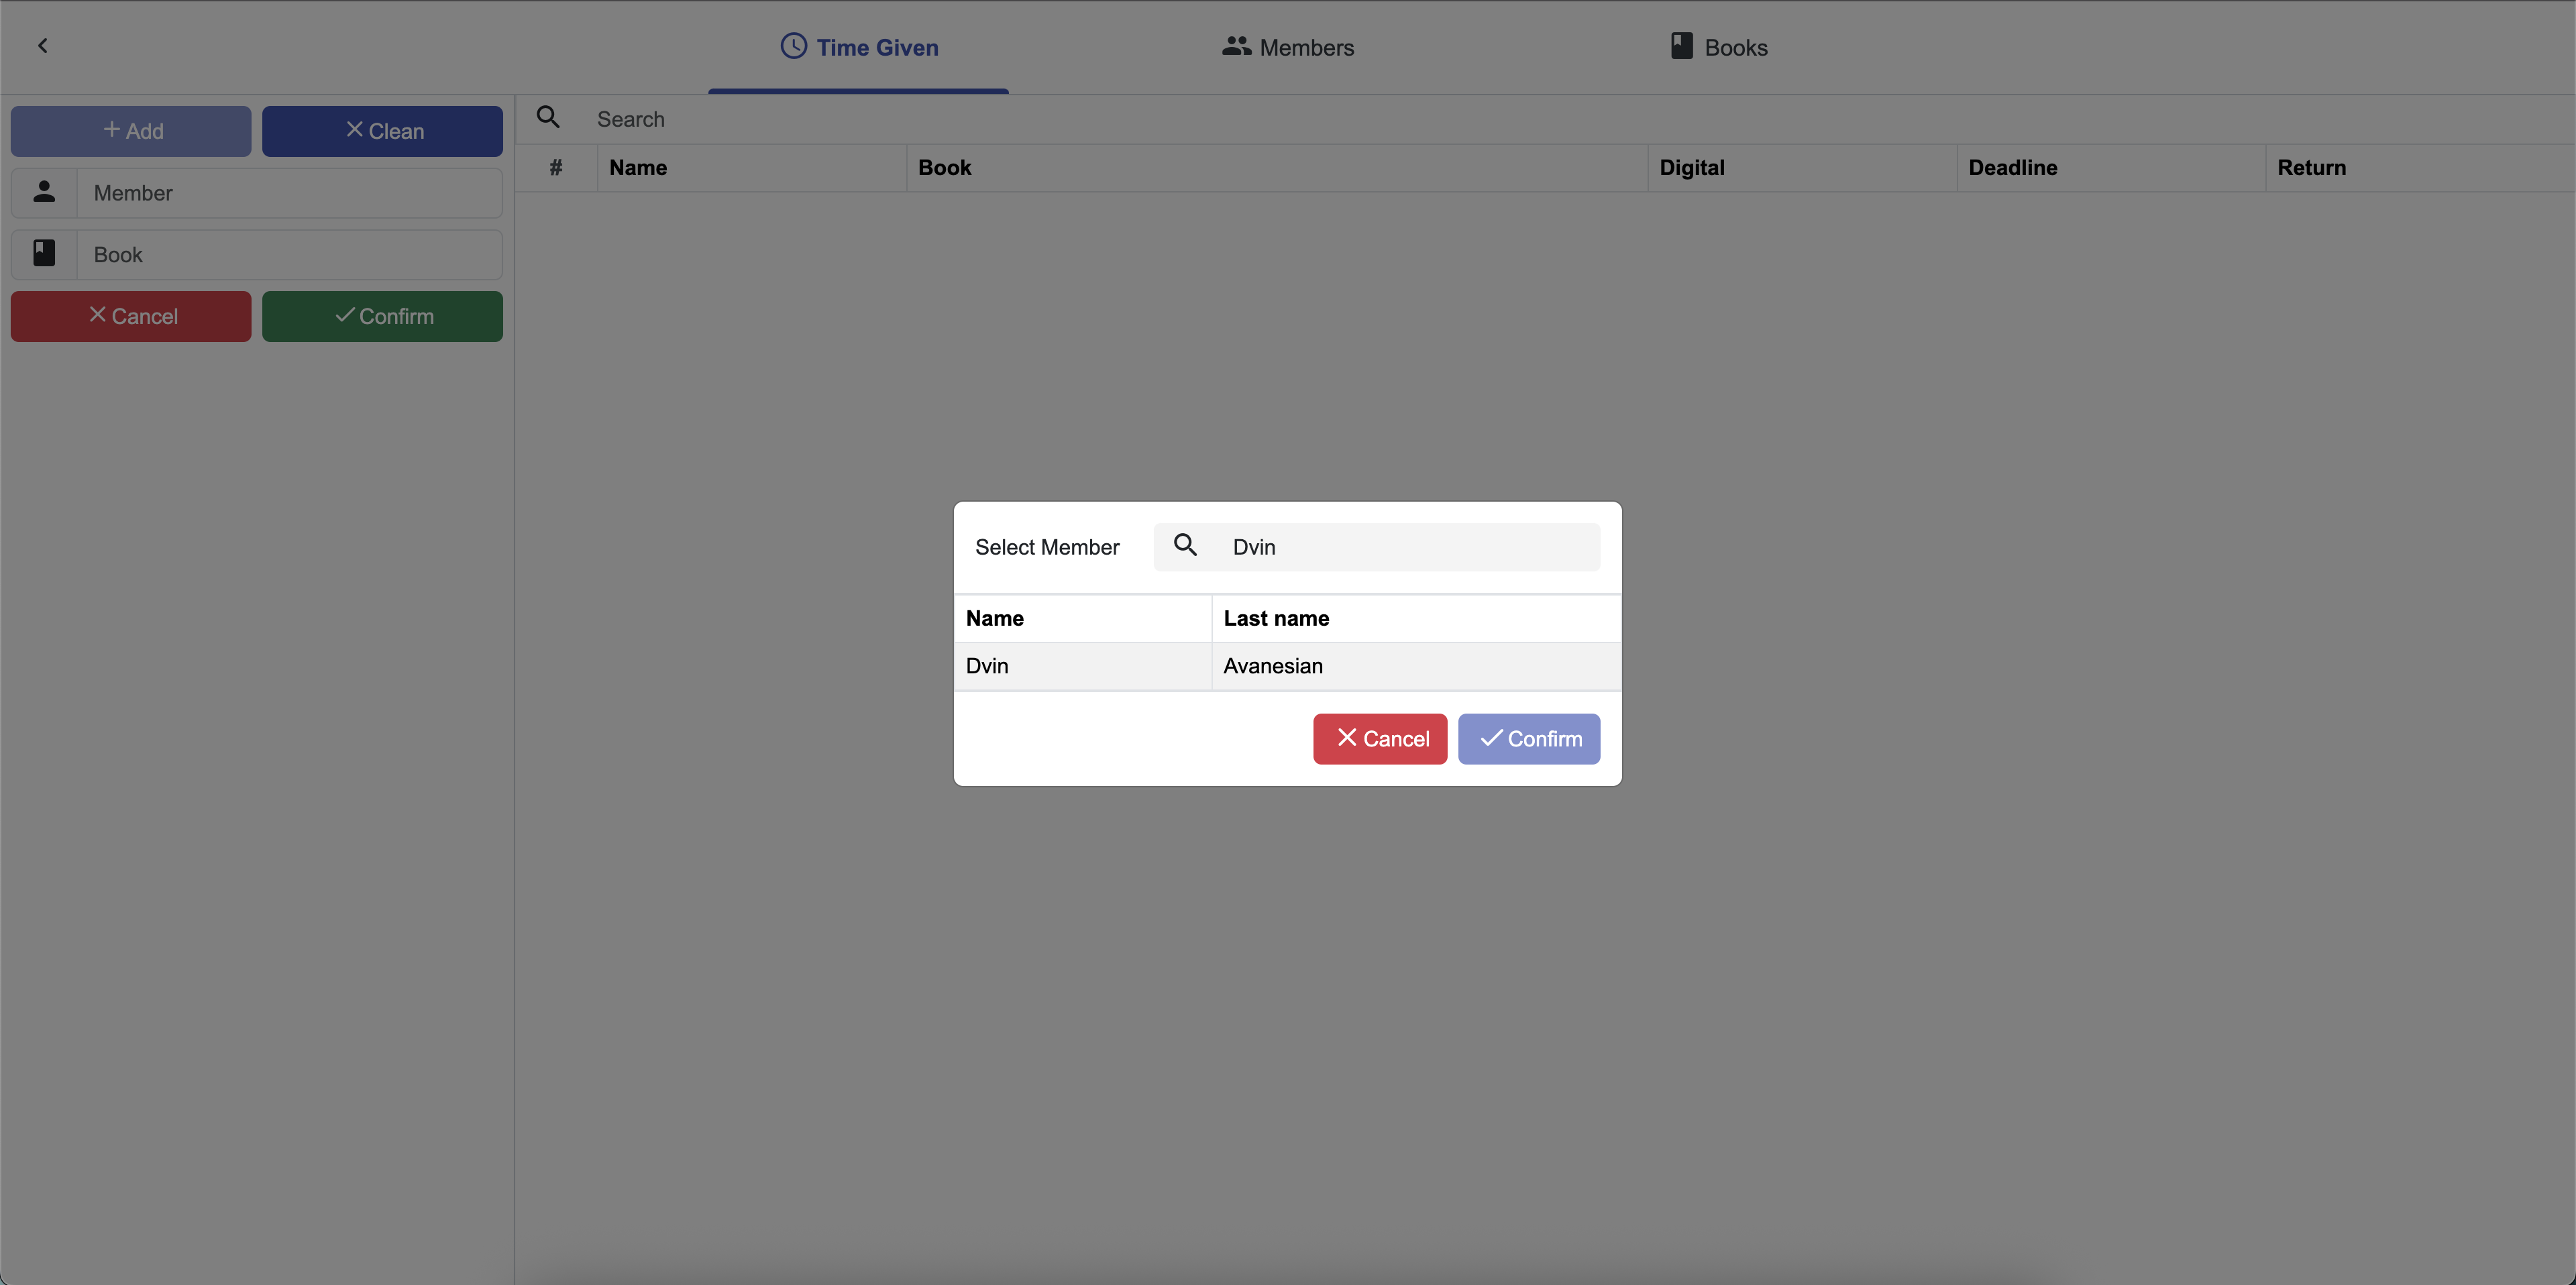 Time Given
Members
Books
Add
Clean
Member
Book
Cancel
Confirm
Search
# Name Book Digital Deadline Return
Select Member Dvin
Name Last name
Dvin Avanesian
Cancel Confirm